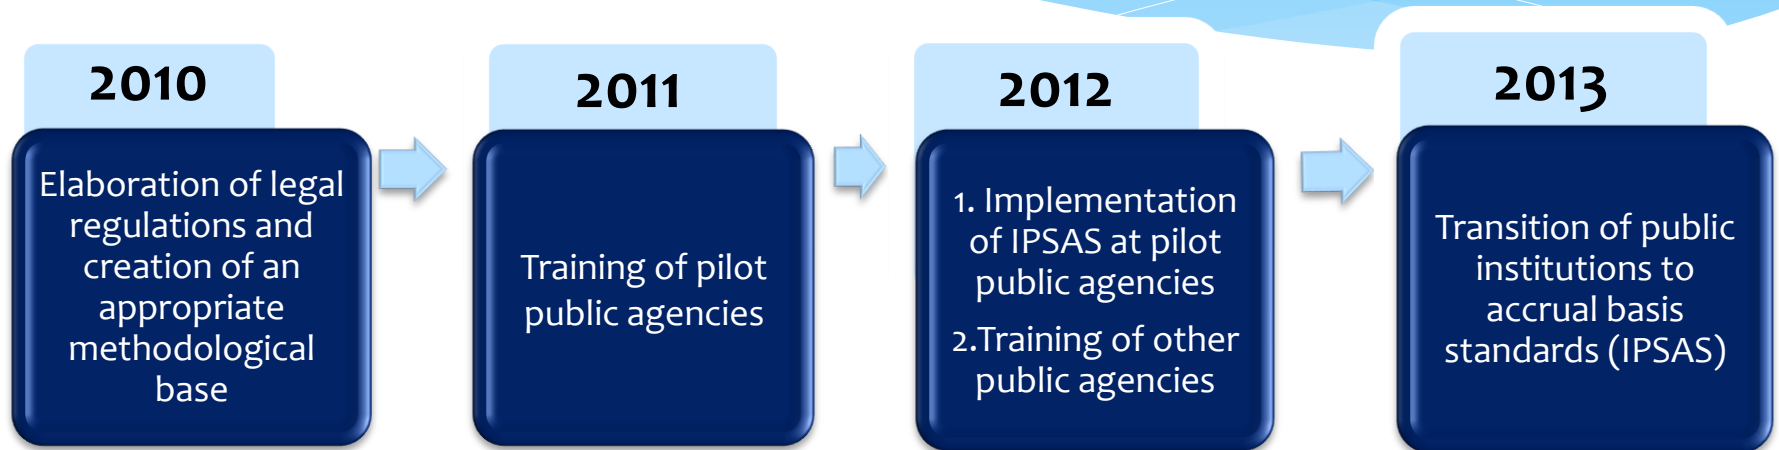 2010
Elaboration of legal
regulations and
creation of an
appropriate
methodological
base
2011
Training of pilot
public agencies
2012
1. Implementation
of IPSAS at pilot
public agencies
2.Training of other
public agencies
2013
Transition of public
institutions to
accrual basis
standards (IPSAS)